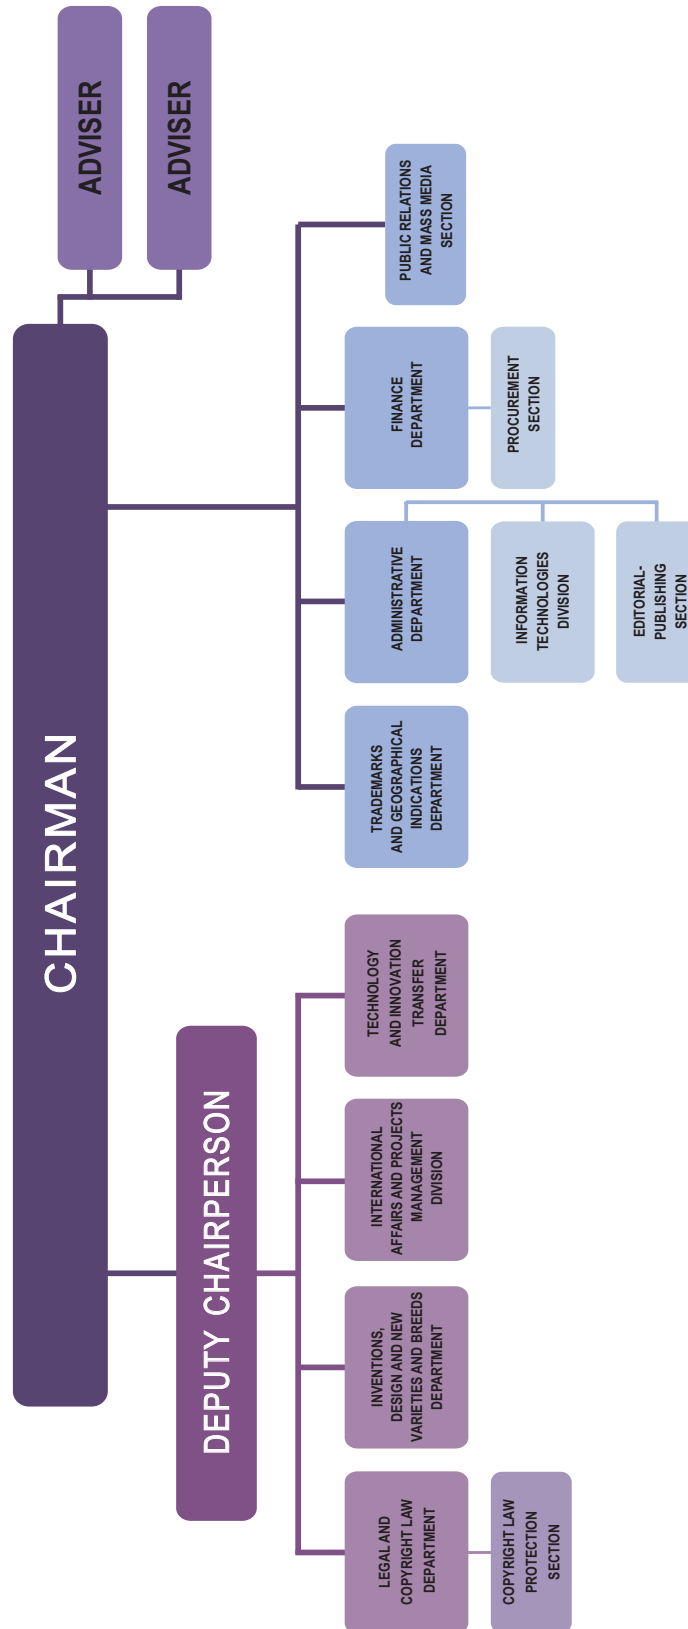 CHAIRMAN
ADVISER
ADVISER
DEPUTY CHAIRPERSON
LEGAL AND
COPYRIGHT LAW
DEPARTMENT
INVENTIONS,
DESIGN AND NEW
VARIETIES AND BREEDS
DEPARTMENT
INTERNATIONAL
AFFAIRS AND PROJECTS
MANAGEMENT
DIVISION
TECHNOLOGY
AND INNOVATION
TRANSFER
DEPARTMENT
TRADEMARKS
AND GEOGRAPHICAL
INDICATIONS
DEPARTMENT
ADMINISTRATIVE
DEPARTMENT
FINANCE
DEPARTMENT
PUBLIC RELATIONS
AND MASS MEDIA
SECTION
COPYRIGHT LAW
PROTECTION
SECTION
INFORMATION
TECHNOLOGIES
DIVISION
PROCUREMENT
SECTION
EDITORIAL-
PUBLISHING
SECTION